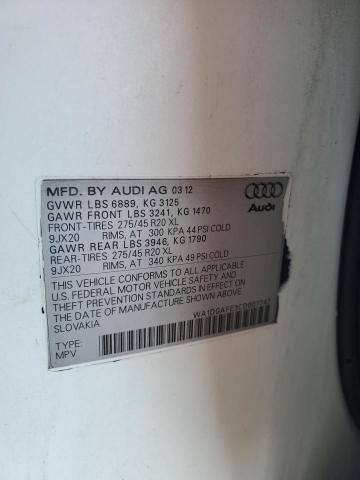 MFD. BY AUDI AG 03 12
GVWR LBS 6889, KG 3125
GAWR FRONT LBS 3241, KG 1470
FRONT-TIRES 275/45 R20 XL
9JX20 RIMS, AT 300 KPA 44 PSI COLD
GAWR REAR LBS 3946, KG 1790
REAR-TIRES 275/45 R20 XL
9JX20 RIMS, AT 340 KPA 49 PSI COLD
THIS VEHICLE CONFORMS TO ALL APPLICABLE
U.S. FEDERAL MOTOR VEHICLE SAFETY AND
THEFT PREVENTION STANDARDS IN EFFECT ON
THE DATE OF MANUFACTURE SHOWN ABOVE.
SLOVAKIA
TYPE:
MPV
Audi